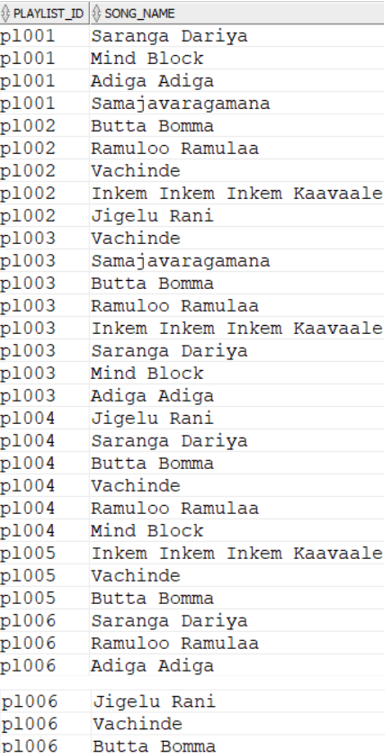 PLAYLIST_ID SONG_NAME
pl001 Saranga Dariya
pl001 Mind Block
pl001 Adiga Adiga
pl001 Samajavaragamana
pl002 Butta Bomma
pl002 Ramuloo Ramulaa
pl002 Vachinde
pl002 Inkem Inkem Inkem Kaavaale
pl002 Jigelu Rani
pl003 Vachinde
pl003 Samajavaragamana
pl003 Butta Bomma
pl003 Ramuloo Ramulaa
pl003 Inkem Inkem Inkem Kaavaale
pl003 Saranga Dariya
pl003 Mind Block
pl003 Adiga Adiga
pl004 Jigelu Rani
pl004 Saranga Dariya
pl004 Butta Bomma
pl004 Vachinde
pl004 Ramuloo Ramulaa
pl004 Mind Block
pl005 Inkem Inkem Inkem Kaavaale
pl005 Vachinde
pl005 Butta Bomma
pl006 Saranga Dariya
pl006 Ramuloo Ramulaa
pl006 Adiga Adiga
pl006 Jigelu Rani
pl006 Vachinde
pl006 Butta Bomma